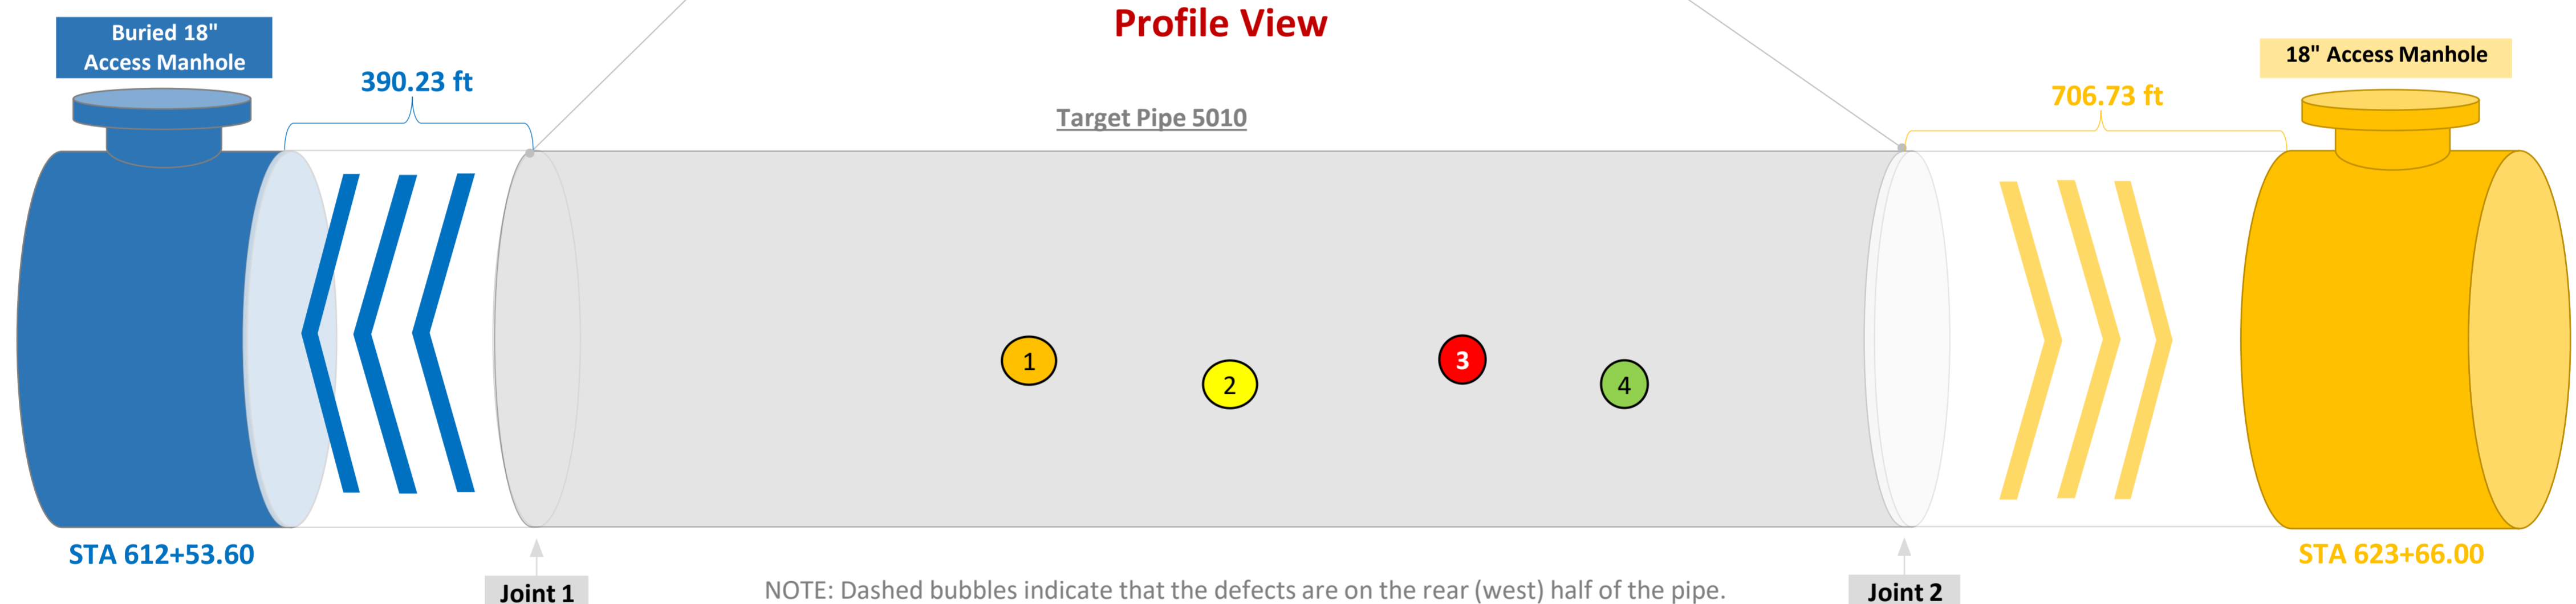 Profile View
Buried 18"
Access Manhole
18" Access Manhole
390.23 ft
706.73 ft
Target Pipe 5010
1
2
3
4
STA 612+53.60
STA 623+66.00
Joint 1
NOTE: Dashed bubbles indicate that the defects are on the rear (west) half of the pipe.
Joint 2